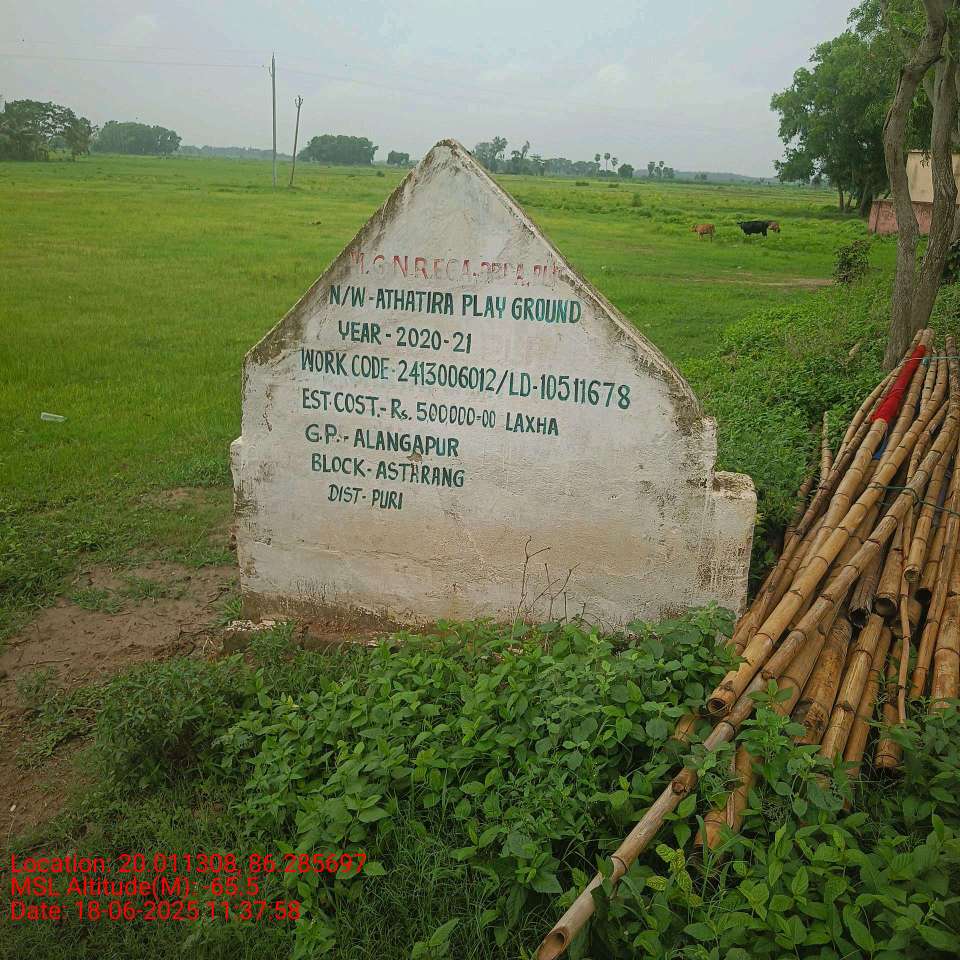 M.G.N.R.E.G.A-
N/W-ATHATIRA PLAY GROUND
YEAR-2020-21
WORK CODE-2413006012/LD-10511678
EST.COST.-Rs. 500000-00 LAXHA
G.P.-ALANGAPUR
BLOCK-ASTHRANG
DIST-PURI
Location: 20.011308, 86.285697
MSL Altitude(M): -65.5
Date: 18-06-2025 11:37:58